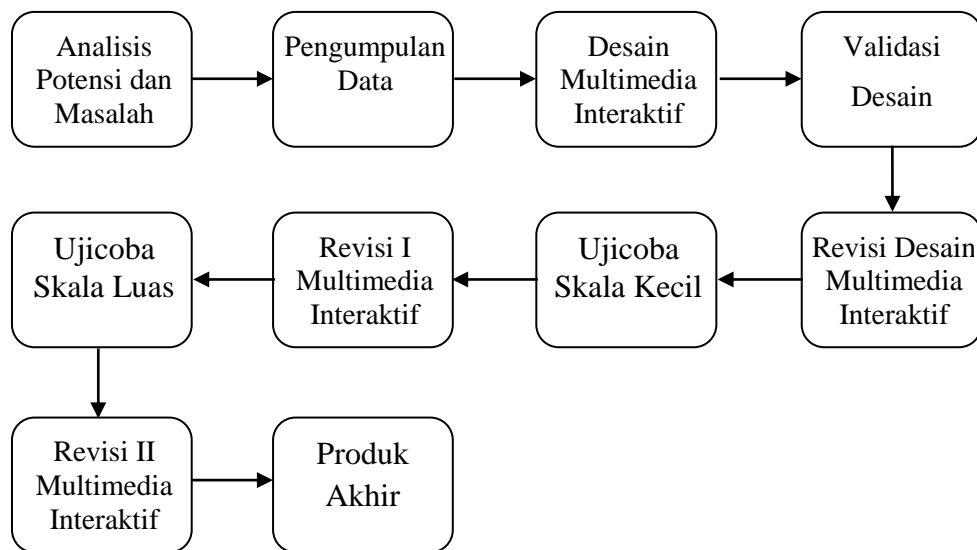 Analisis
Potensi dan
Masalah
Pengumpulan
Data
Desain
Multimedia
Interaktif
Validasi
Desain
Revisi Desain
Multimedia
Interaktif
Ujicoba
Skala Kecil
Revisi I
Multimedia
Interaktif
Ujicoba
Skala Luas
Revisi II
Multimedia
Interaktif
Produk
Akhir